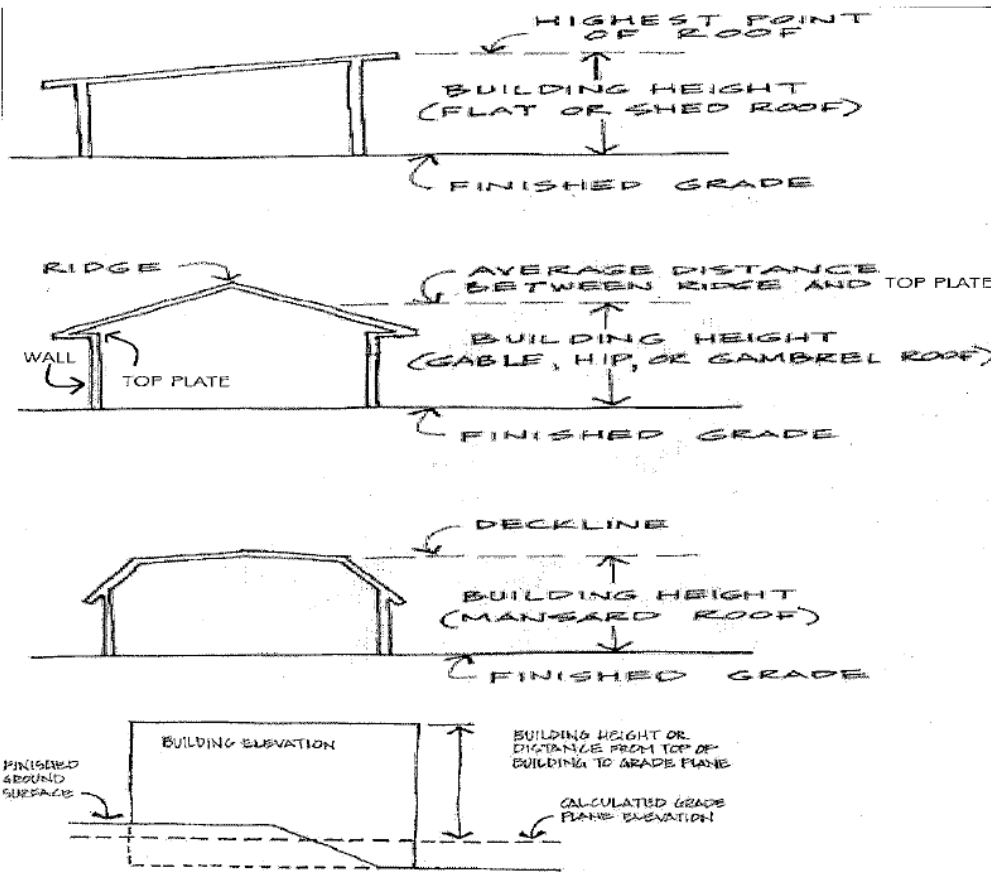 HIGHEST POINT
OF ROOF
BUILDING HEIGHT
(FLAT OR SHED ROOF)
FINISHED GRADE
RIDGE
AVERAGE DISTANCE
BETWEEN RIDGE AND TOP PLATE
WALL
TOP PLATE
BUILDING HEIGHT
(GABLE, HIP, OR GAMBREL ROOF)
FINISHED GRADE
DECKLINE
BUILDING HEIGHT
(MANSARD ROOF)
FINISHED GRADE
BUILDING ELEVATION
FINISHED
GROUND
SURFACE
BUILDING HEIGHT OR
DISTANCE FROM TOP OF
BUILDING TO GRADE PLANE
CALCULATED GRADE
PLANE ELEVATION